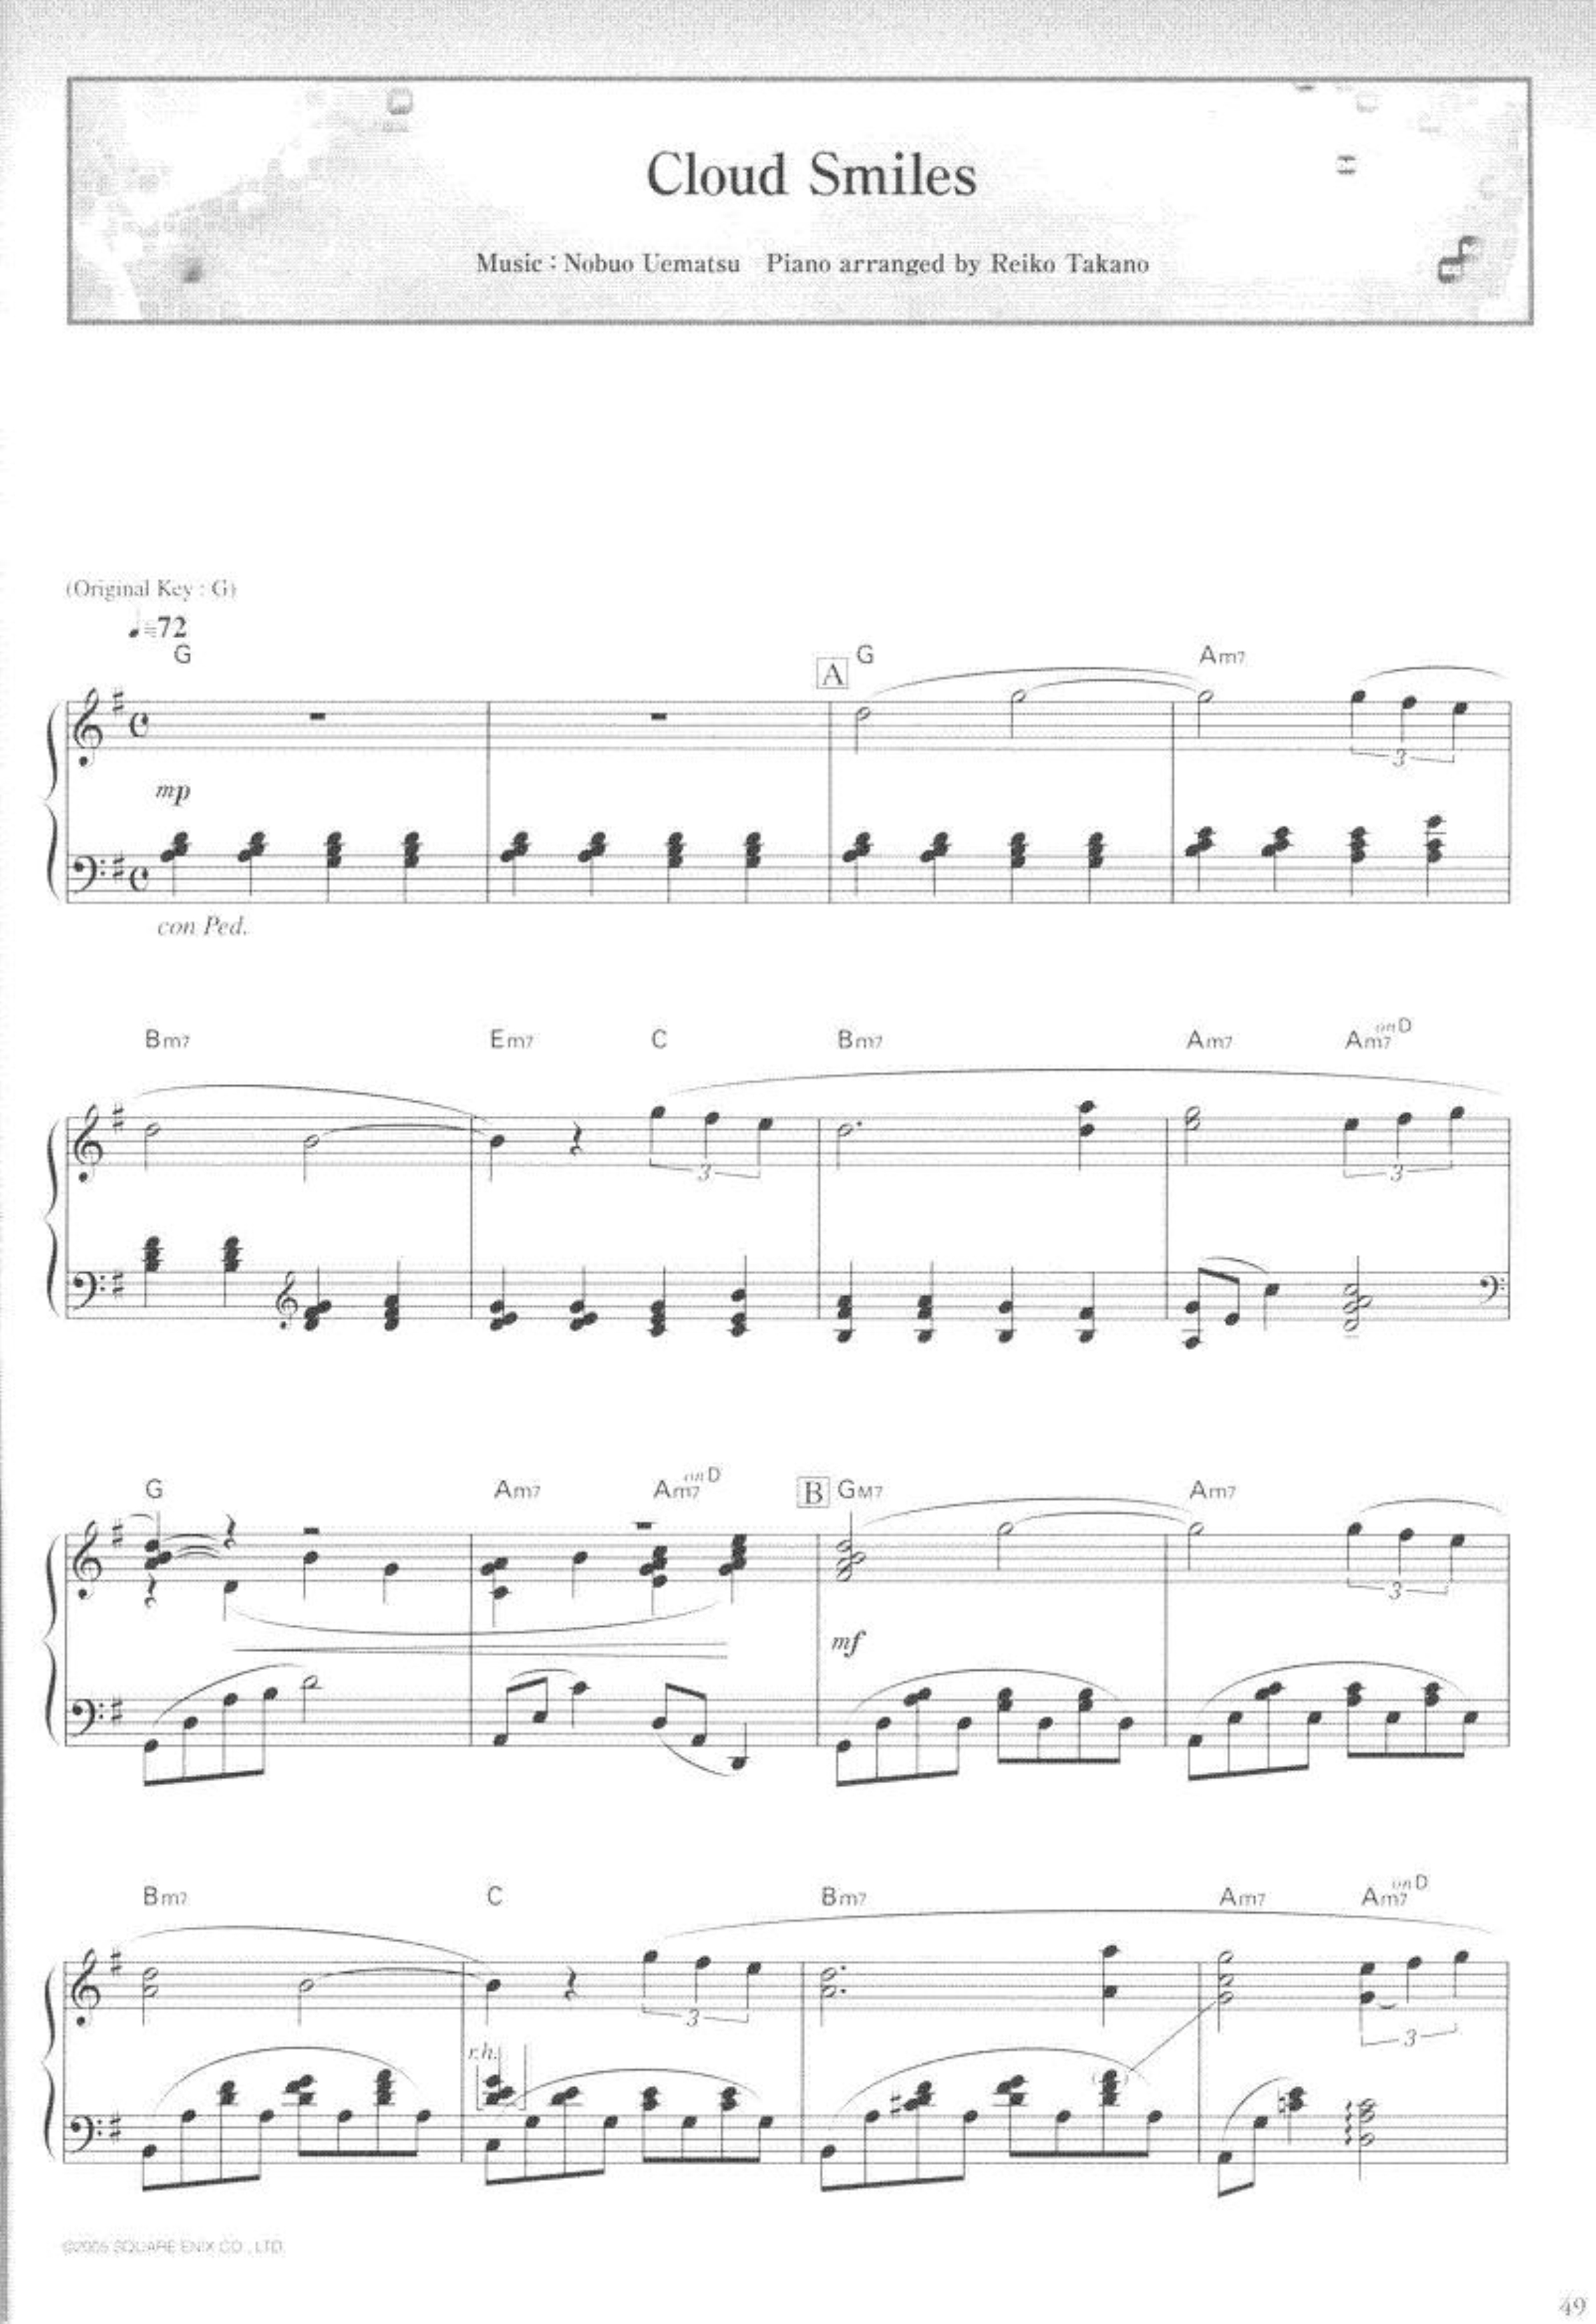 Cloud Smiles
Music : Nobuo Uematsu Piano arranged by Reiko Takano
(Original Key : G)
♩=72
G A G Am7
3
mp
con Ped.
Bm7 Em7 C Bm7 Am7 Am7 on D
3 3
G Am7 Am7 on D B GM7 Am7
3
mf
Bm7 C Bm7 Am7 Am7 on D
3 3
r.h.
©2005 SQUARE ENIX CO., LTD.
49